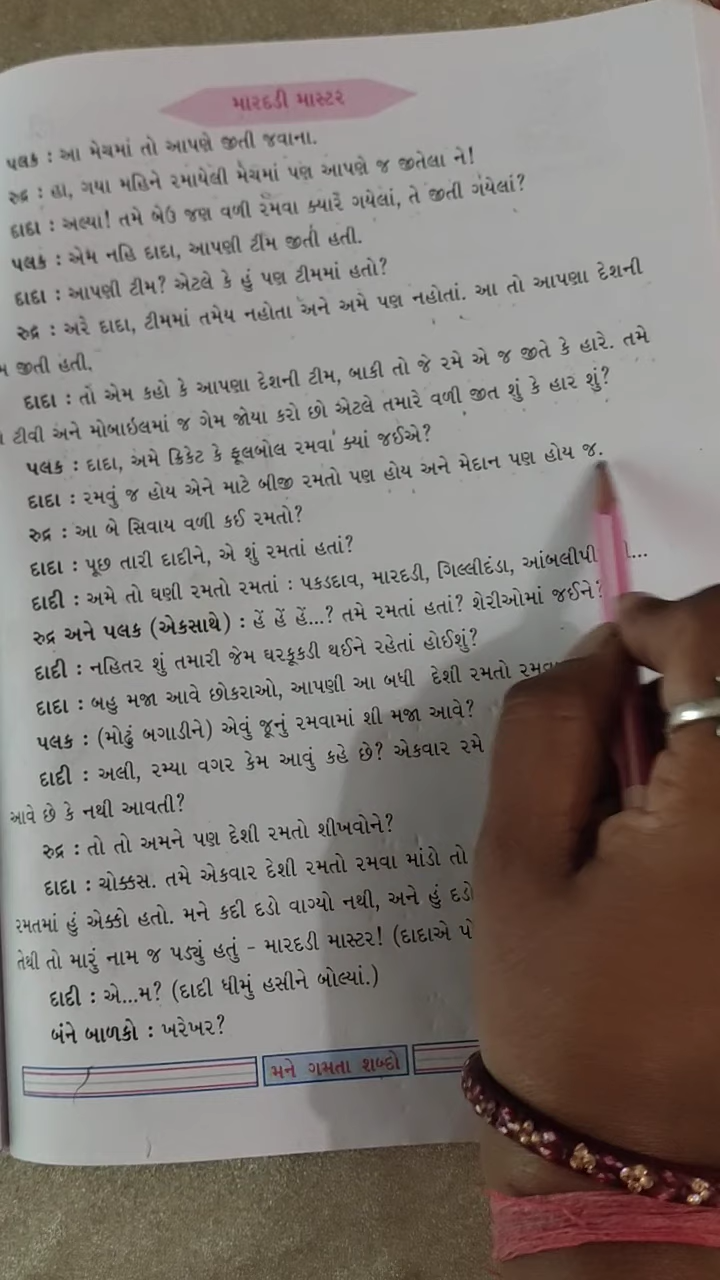 મારદડી માસ્ટર
પલક : આ મેચમાં તો આપણે જીતી જવાના.
રુદ્ર : હા, ગયા મહિને રમાયેલી મેચમાં પણ આપણે જ જીતેલા ને!
દાદા : અલ્યા! તમે બેઉ જણ વળી રમવા ક્યારે ગયેલાં, તે જીતી ગયેલાં?
પલક : એમ નહિ દાદા, આપણી ટીમ જીતી હતી.
દાદા : આપણી ટીમ? એટલે કે હું પણ ટીમમાં હતો?
રુદ્ર : અરે દાદા, ટીમમાં તમેય નહોતા અને અમે પણ નહોતાં. આ તો આપણા દેશની
જીતી હતી.
દાદા : તો એમ કહો કે આપણા દેશની ટીમ, બાકી તો જે રમે એ જ જીતે કે હારે. તમે
ટીવી અને મોબાઇલમાં જ ગેમ જોયા કરો છો એટલે તમારે વળી જીત શું કે હાર શું?
પલક : દાદા, અમે ક્રિકેટ કે ફૂલબોલ રમવા ક્યાં જઈએ?
દાદા : રમવું જ હોય એને માટે બીજી રમતો પણ હોય અને મેદાન પણ હોય જ.
રુદ્ર : આ બે સિવાય વળી કઈ રમતો?
દાદા : પૂછ તારી દાદીને, એ શું રમતાં હતાં?
દાદી : અમે તો ઘણી રમતો રમતાં : પકડદાવ, મારદડી, ગિલ્લીદંડા,
રુદ્ર અને પલક (એકસાથે) : હેં હેં હેં...? તમે રમતાં હતાં? શેરીઓમાં જઈને?
દાદી : નહિતર શું તમારી જેમ ઘરકૂકડી થઈને રહેતાં હોઈશું?
દાદા : બહુ મજા આવે છોકરાઓ, આપણી આ બધી દેશી રમતો
પલક : (મોઢું બગાડીને) એવું જૂનું રમવામાં શી મજા આવે?
દાદી : અલી, રમ્યા વગર કેમ આવું કહે છે? એકવાર રમે
આવે છે કે નથી આવતી?
રુદ્ર : તો તો અમને પણ દેશી રમતો શીખવોને?
દાદા : ચોક્કસ. તમે એકવાર દેશી રમતો રમવા માંડો તો
રમતમાં હું એક્કો હતો. મને કદી દડો વાગ્યો નથી, અને હું દડો
તેથી તો મારું નામ જ પડ્યું હતું - મારદડી માસ્ટર! (દાદાએ
દાદી : એ...મ? (દાદી ધીમું હસીને બોલ્યાં.)
બંને બાળકો : ખરેખર?
મને ગમતા શબ્દો